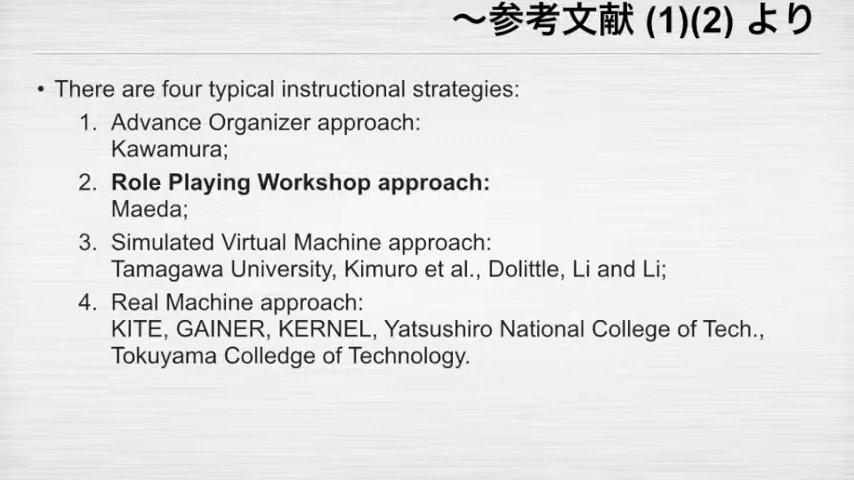 〜参考文献 (1)(2) より
• There are four typical instructional strategies:
1. Advance Organizer approach:
Kawamura;
2. Role Playing Workshop approach:
Maeda;
3. Simulated Virtual Machine approach:
Tamagawa University, Kimuro et al., Dolittle, Li and Li;
4. Real Machine approach:
KITE, GAINER, KERNEL, Yatsushiro National College of Tech.,
Tokuyama Colledge of Technology.